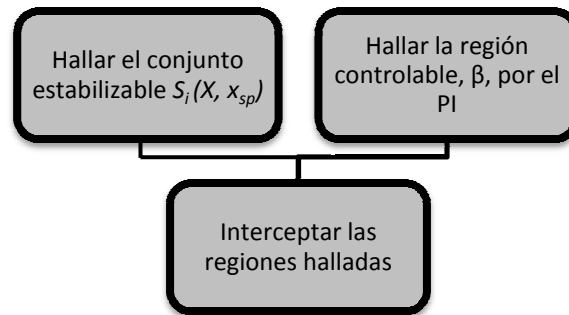 Hallar el conjunto
estabilizable Si (X, xsp)
Hallar la región
controlable, β, por el
PI
Interceptar las
regiones halladas